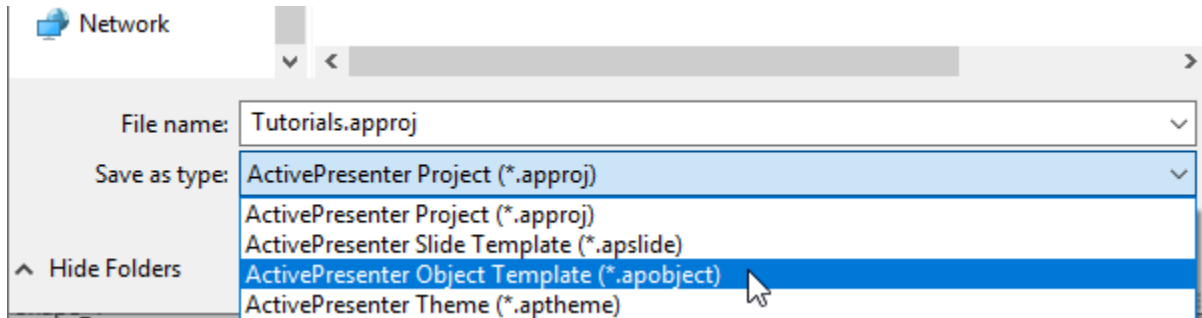 Network
File name: Tutorials.approj
Save as type: ActivePresenter Project (*.approj)
ActivePresenter Project (*.approj)
ActivePresenter Slide Template (*.apslide)
Hide Folders
ActivePresenter Object Template (*.apobject)
ActivePresenter Theme (*.aptheme)